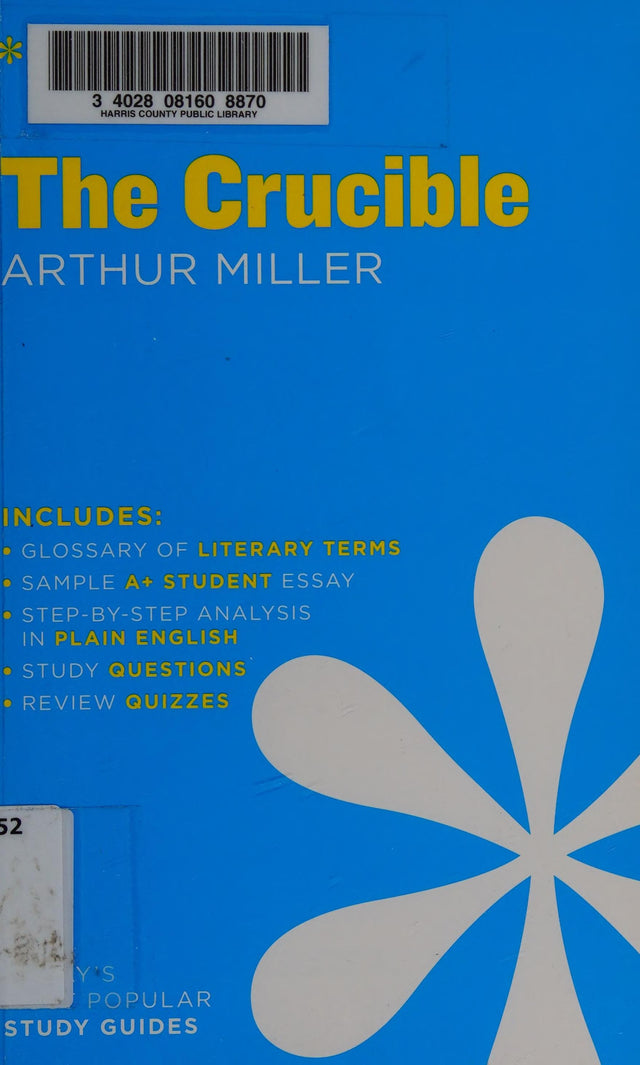 *
3 4028 08160 8870
HARRIS COUNTY PUBLIC LIBRARY
The Crucible
ARTHUR MILLER
INCLUDES:
• GLOSSARY OF LITERARY TERMS
• SAMPLE A+ STUDENT ESSAY
• STEP-BY-STEP ANALYSIS
IN PLAIN ENGLISH
• STUDY QUESTIONS
• REVIEW QUIZZES
52
POPULAR
STUDY GUIDES